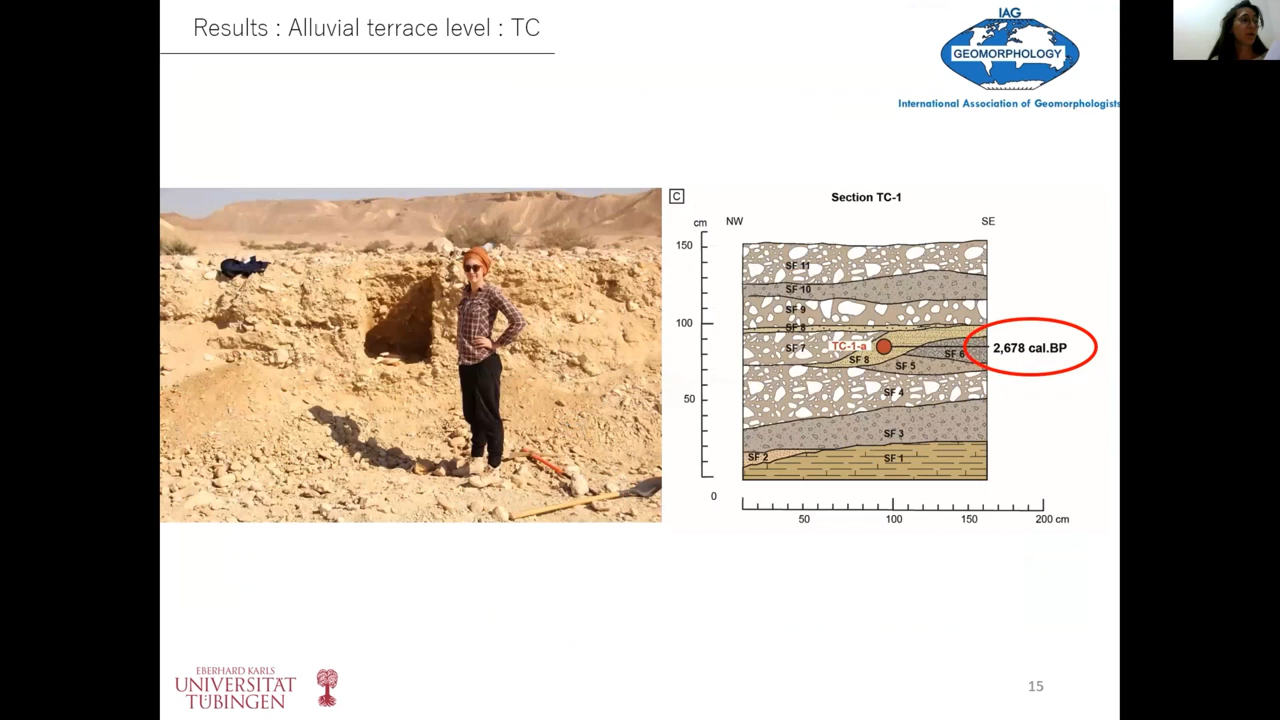 Results : Alluvial terrace level : TC
IAG
GEOMORPHOLOGY
International Association of Geomorphologists
C
Section TC-1
cm
NW
SE
150
SF 11
SF 10
SF 9
100
SF 8
TC-1-a
SF 7
2,678 cal.BP
SF 6
SF 8
SF 5
50
SF 4
SF 3
SF 2
SF 1
0
50
100
150
200 cm
EBERHARD KARLS
UNIVERSITÄT
TÜBINGEN
15